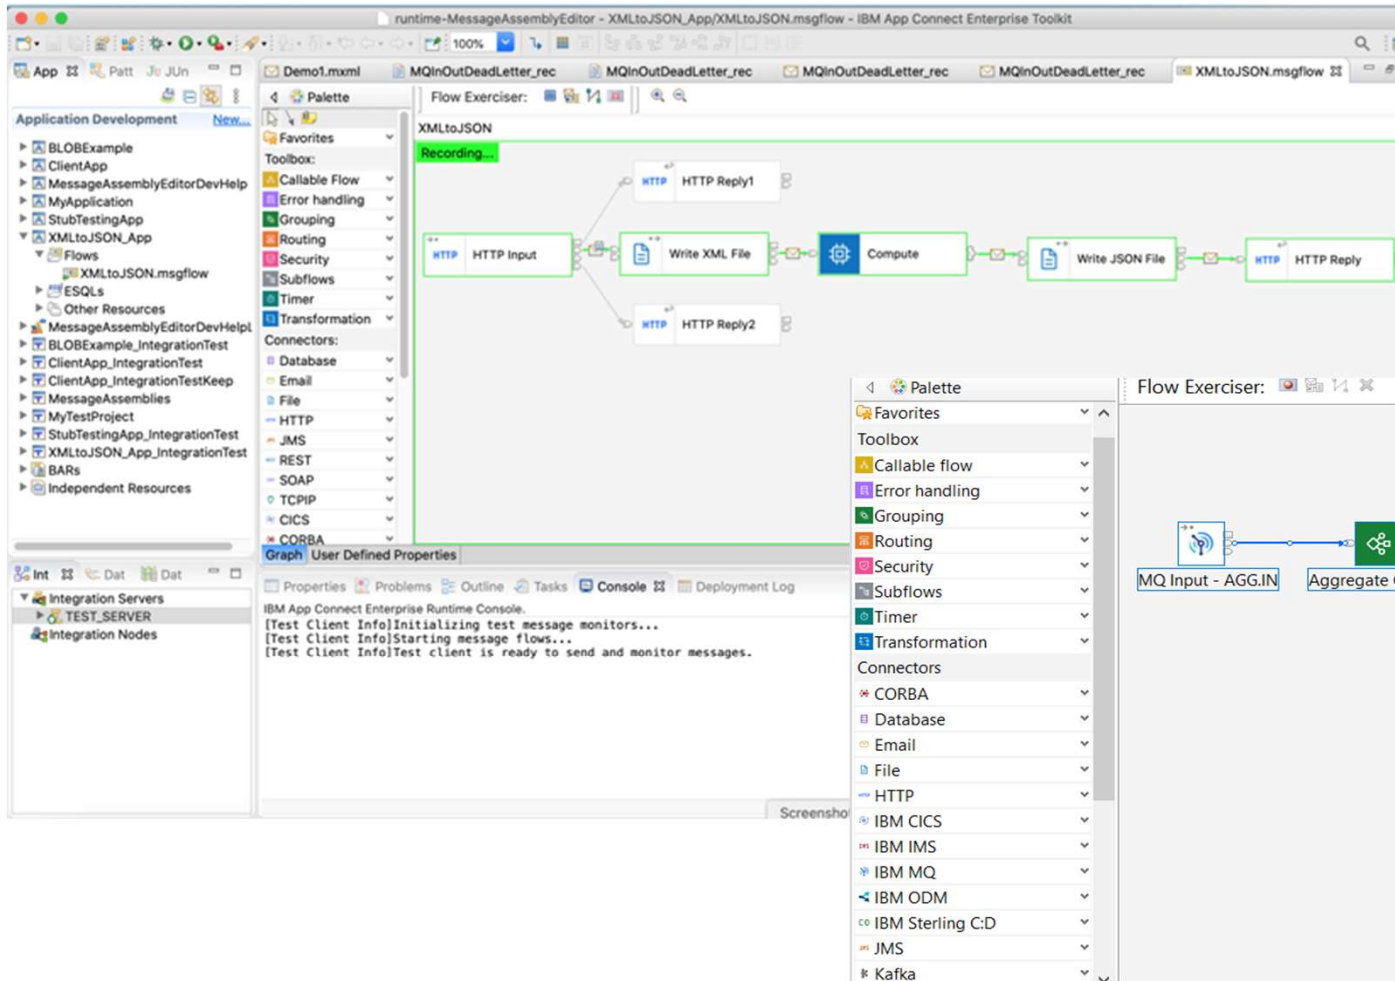 runtime-MessageAssemblyEditor - XMLtoJSON_App/XMLtoJSON.msgflow - IBM App Connect Enterprise Toolkit
100%
App
Patt
JUn
Demo1.mxml
MQInOutDeadLetter_rec
MQInOutDeadLetter_rec
MQInOutDeadLetter_rec
MQInOutDeadLetter_rec
XMLtoJSON.msgflow
Application Development
New...
BLOBExample
ClientApp
MessageAssemblyEditorDevHelp
MyApplication
StubTestingApp
XMLtoJSON_App
Flows
XMLtoJSON.msgflow
ESQLs
Other Resources
MessageAssemblyEditorDevHelpL
BLOBExample_IntegrationTest
ClientApp_IntegrationTest
ClientApp_IntegrationTestKeep
MessageAssemblies
MyTestProject
StubTestingApp_IntegrationTest
XMLtoJSON_App_IntegrationTest
BARs
Independent Resources
Palette
Favorites
Toolbox:
Callable Flow
Error handling
Grouping
Routing
Security
Subflows
Timer
Transformation
Connectors:
Database
Email
File
HTTP
JMS
REST
SOAP
TCPIP
CICS
CORBA
Flow Exerciser:
XMLtoJSON
Recording...
HTTP HTTP Reply1
HTTP HTTP Input
Write XML File
Compute
Write JSON File
HTTP HTTP Reply
HTTP HTTP Reply2
Graph
User Defined Properties
Int
Dat
Dat
Integration Servers
TEST_SERVER
Integration Nodes
Properties
Problems
Outline
Tasks
Console
Deployment Log
IBM App Connect Enterprise Runtime Console.
[Test Client Info]Initializing test message monitors...
[Test Client Info]Starting message flows...
[Test Client Info]Test client is ready to send and monitor messages.
Screensho
Palette
Flow Exerciser:
Favorites
Toolbox
Callable flow
Error handling
Grouping
Routing
Security
Subflows
Timer
Transformation
Connectors
CORBA
Database
Email
File
HTTP
IBM CICS
IBM IMS
IBM MQ
IBM ODM
IBM Sterling C:D
JMS
Kafka
MQ Input - AGG.IN
Aggregate